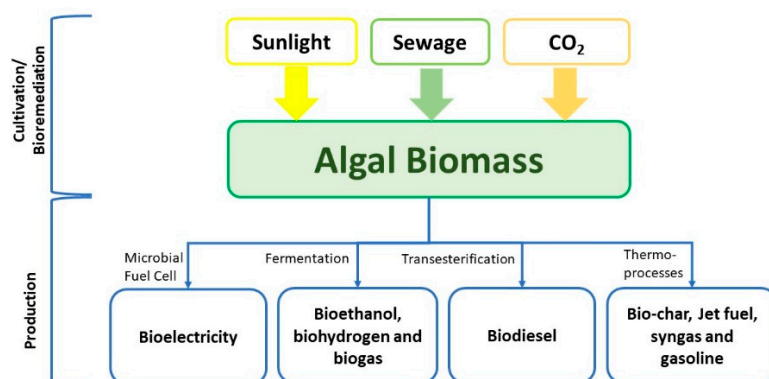 Cultivation/
Bioremediation
Sunlight
Sewage
CO₂
Algal Biomass
Production
Microbial
Fuel Cell
Fermentation
Transesterification
Thermo-
processes
Bioelectricity
Bioethanol,
biohydrogen and
biogas
Biodiesel
Bio-char, Jet fuel,
syngas and
gasoline